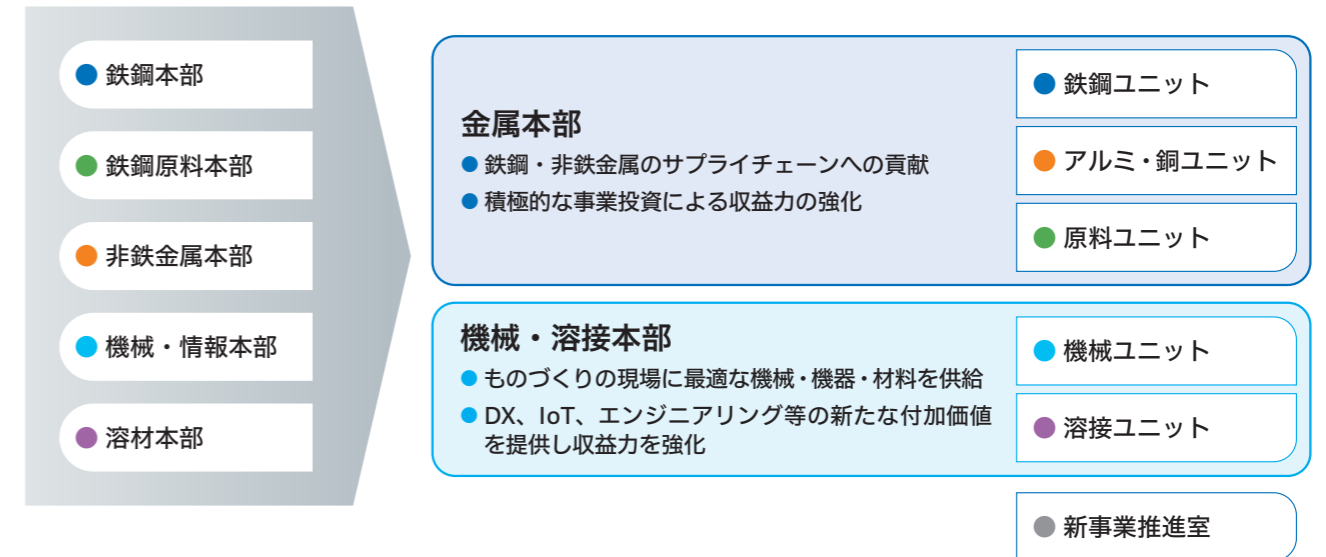 鉄鋼本部
鉄鋼原料本部
非鉄金属本部
機械・情報本部
溶材本部
金属本部
鉄鋼・非鉄金属のサプライチェーンへの貢献
積極的な事業投資による収益力の強化
鉄鋼ユニット
アルミ・銅ユニット
原料ユニット
機械・溶接本部
ものづくりの現場に最適な機械・機器・材料を供給
DX、IoT、エンジニアリング等の新たな付加価値
を提供し収益力を強化
機械ユニット
溶接ユニット
新事業推進室